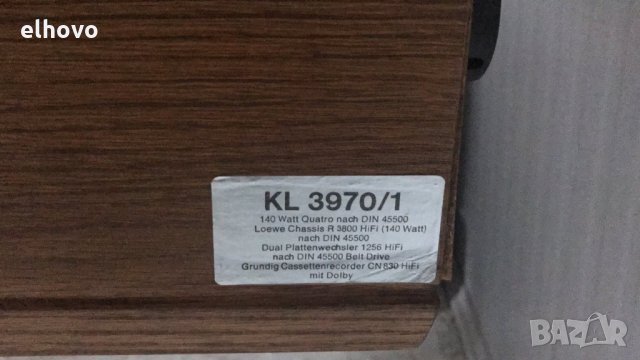 elhovo
KL 3970/1
140 Watt Quatro nach DIN 45500
Loewe Chassis R 3800 HiFi (140 Watt)
nach DIN 45500
Dual Plattenwechsler 1256 HiFi
nach DIN 45500 Belt Drive
Grundig Cassettenrecorder CN 830 HiFi
mit Dolby
BAZAR